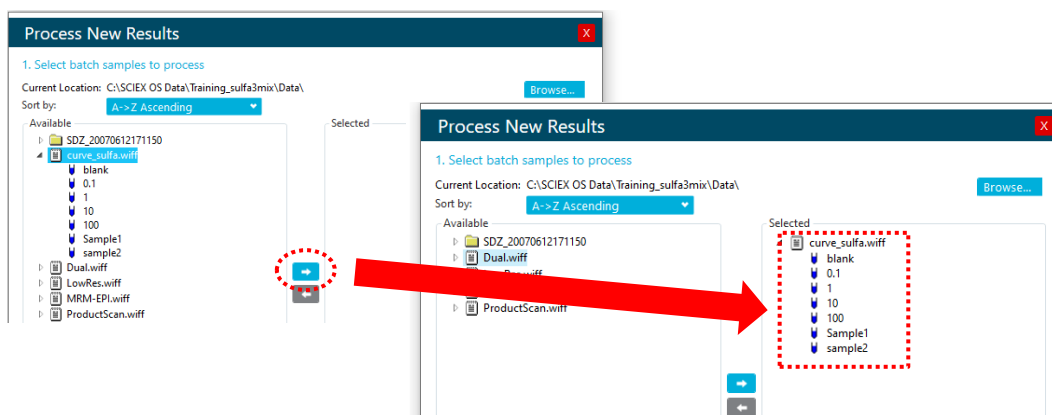 Process New Results
X
1. Select batch samples to process
Current Location: C:\SCIEX OS Data\Training_sulfa3mix\Data\
Browse...
Sort by: A->Z Ascending
Available
Selected
SDZ_20070612171150
curve_sulfa.wiff
blank
0.1
1
10
100
Sample1
sample2
Dual.wiff
LowRes.wiff
MRM-EPI.wiff
ProductScan.wiff
Process New Results
X
1. Select batch samples to process
Current Location: C:\SCIEX OS Data\Training_sulfa3mix\Data\
Browse...
Sort by: A->Z Ascending
Available
Selected
SDZ_20070612171150
Dual.wiff
ProductScan.wiff
curve_sulfa.wiff
blank
0.1
1
10
100
Sample1
sample2